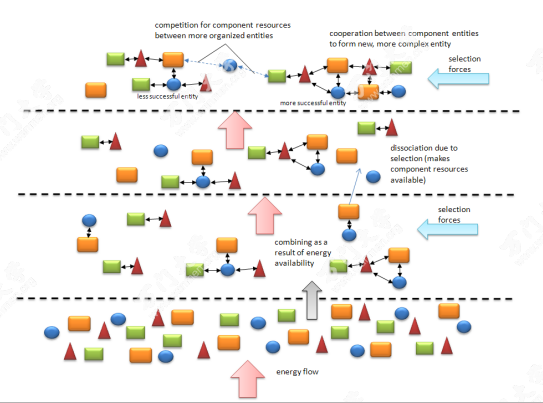 competition for component resources
between more organized entities
cooperation between component entities
to form new, more complex entity
selection
forces
less successful entity
more successful entity
dissociation due to
selection (makes
component resources
available)
selection
forces
combining as a
result of energy
availability
energy flow